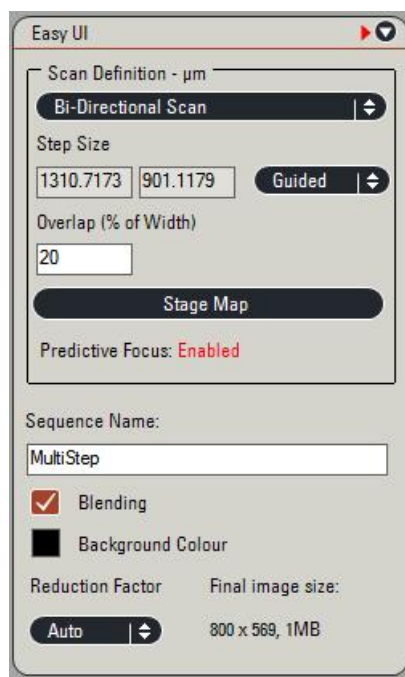 Easy UI
Scan Definition - µm
Bi-Directional Scan
Step Size
1310.7173 901.1179 Guided
Overlap (% of Width)
20
Stage Map
Predictive Focus: Enabled
Sequence Name:
MultiStep
Blending
Background Colour
Reduction Factor Final image size:
Auto 800 x 569, 1MB